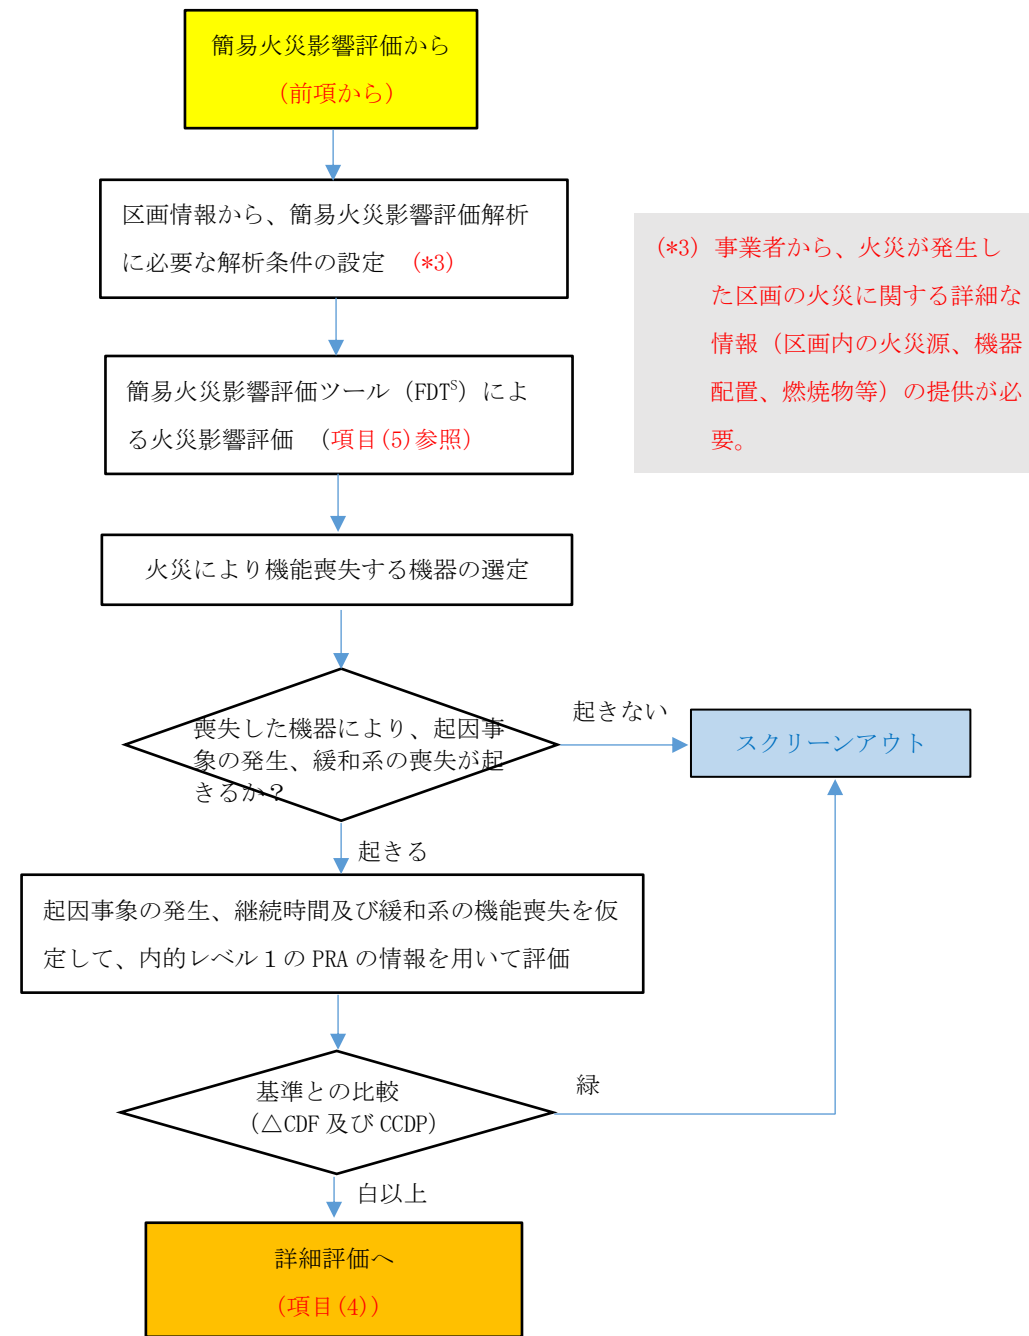 簡易火災影響評価から
(前項から)
区画情報から、簡易火災影響評価解析
に必要な解析条件の設定 (*3)
(*3) 事業者から、火災が発生し
た区画の火災に関する詳細な
情報（区画内の火災源、機器
配置、燃焼物等）の提供が必
要。
簡易火災影響評価ツール（FDTS）によ
る火災影響評価 （項目(5)参照）
火災により機能喪失する機器の選定
喪失した機器により、起因事
象の発生、緩和系の喪失が起
きるか？
起きない
スクリーンアウト
起きる
起因事象の発生、継続時間及び緩和系の機能喪失を仮
定して、内的レベル１の PRA の情報を用いて評価
基準との比較
（△CDF 及び CCDP）
緑
白以上
詳細評価へ
（項目(4)）